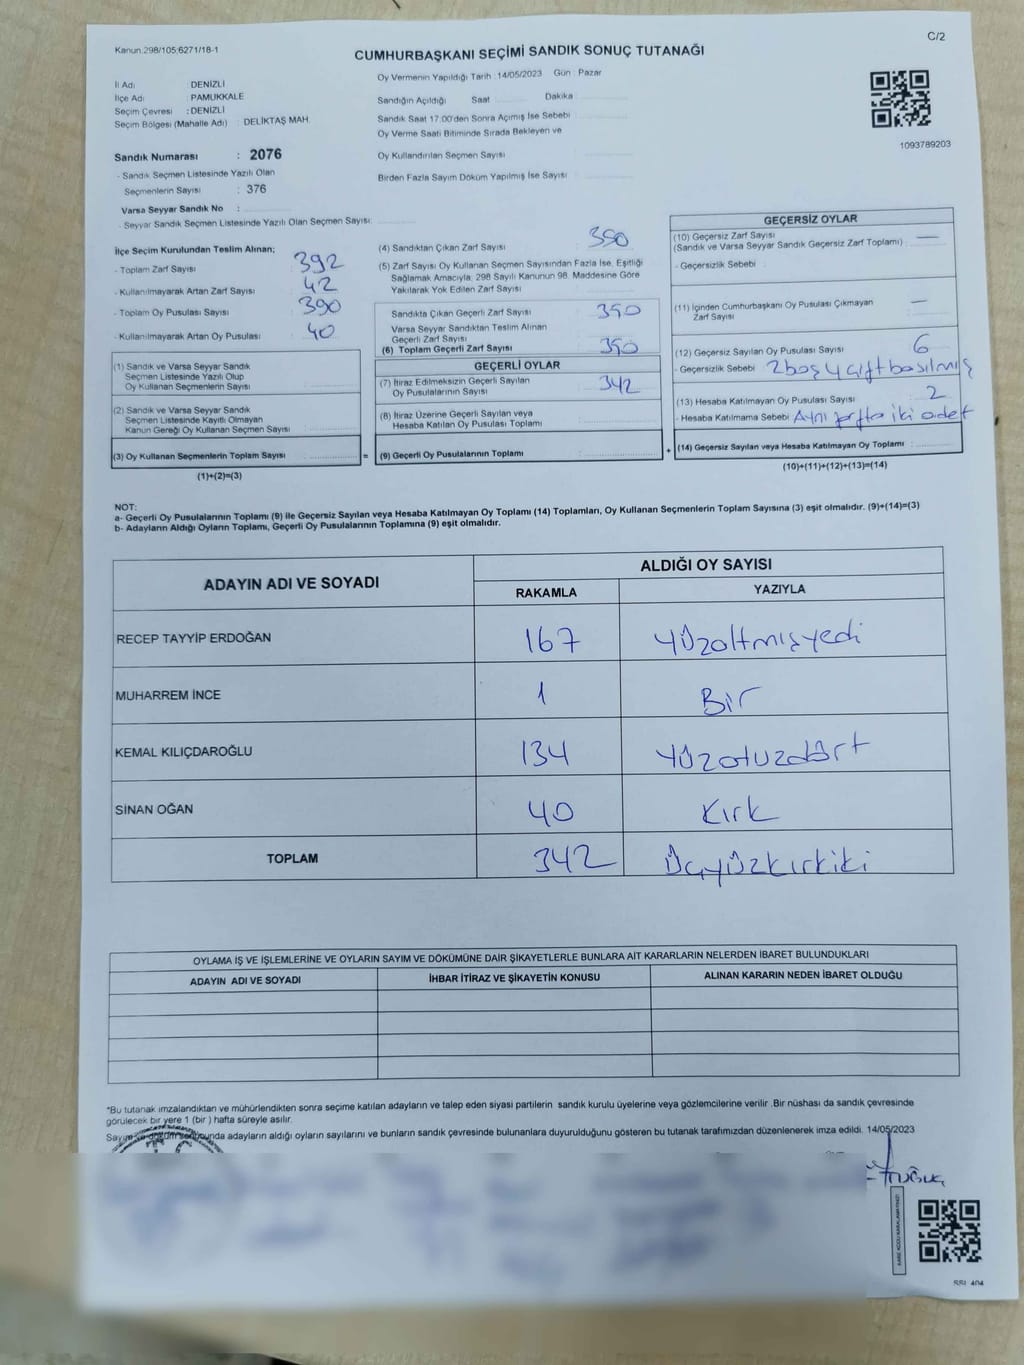 Kanun.298/105;6271/18-1
C/2
CUMHURBAŞKANI SEÇİMİ SANDIK SONUÇ TUTANAĞI
İl Adı : DENİZLİ
İlçe Adı : PAMUKKALE
Seçim Çevresi : DENİZLİ
Seçim Bölgesi (Mahalle Adı) : DELİKTAŞ MAH.
Oy Vermenin Yapıldığı Tarih :14/05/2023 Gün : Pazar
Sandığın Açıldığı Saat Dakika
Sandık Saat 17:00'den Sonra Açımış İse Sebebi
Oy Verme Saati Bitiminde Sırada Bekleyen ve
Oy Kullandırılan Seçmen Sayısı
Birden Fazla Sayım Döküm Yapılmış İse Sayısı
1093789203
Sandık Numarası : 2076
- Sandık Seçmen Listesinde Yazılı Olan
Seçmenlerin Sayısı : 376
Varsa Seyyar Sandık No :
- Seyyar Sandık Seçmen Listesinde Yazılı Olan Seçmen Sayısı:
İlçe Seçim Kurulundan Teslim Alınan;
- Toplam Zarf Sayısı : 392
- Kullanılmayarak Artan Zarf Sayısı : 42
- Toplam Oy Pusulası Sayısı : 390
- Kullanılmayarak Artan Oy Pusulası : 40
(1) Sandık ve Varsa Seyyar Sandık
Seçmen Listesinde Yazılı Olup
Oy Kullanan Seçmenlerin Sayısı
(2) Sandık ve Varsa Seyyar Sandık
Seçmen Listesinde Kayıtlı Olmayan
Kanun Gereği Oy Kullanan Seçmen Sayısı
(3) Oy Kullanan Seçmenlerin Toplam Sayısı
(1)+(2)=(3)
(4) Sandıktan Çıkan Zarf Sayısı : 350
(5) Zarf Sayısı Oy Kullanan Seçmen Sayısından Fazla İse, Eşitliği
Sağlamak Amacıyla; 298 Sayılı Kanunun 98. Maddesine Göre
Yakılarak Yok Edilen Zarf Sayısı
Sandıkta Çıkan Geçerli Zarf Sayısı : 350
Varsa Seyyar Sandıktan Teslim Alınan
Geçerli Zarf Sayısı
(6) Toplam Geçerli Zarf Sayısı : 350
GEÇERLİ OYLAR
(7) İtiraz Edilmeksizin Geçerli Sayılan
Oy Pusulalarının Sayısı : 342
(8) İtiraz Üzerine Geçerli Sayılan veya
Hesaba Katılan Oy Pusulası Toplamı
= (9) Geçerli Oy Pusulalarının Toplamı
GEÇERSİZ OYLAR
(10) Geçersiz Zarf Sayısı —
(Sandık ve Varsa Seyyar Sandık Geçersiz Zarf Toplamı)
- Geçersizlik Sebebi
(11) İçinden Cumhurbaşkanı Oy Pusulası Çıkmayan —
Zarf Sayısı
(12) Geçersiz Sayılan Oy Pusulası Sayısı : 6
- Geçersizlik Sebebi 2 boş 4 çift basılmış
(13) Hesaba Katılmayan Oy Pusulası Sayısı : 2
- Hesaba Katılmama Sebebi Aynı zarfta iki adet
+ (14) Geçersiz Sayılan veya Hesaba Katılmayan Oy Toplamı :
(10)+(11)+(12)+(13)=(14)
NOT:
a- Geçerli Oy Pusulalarının Toplamı (9) ile Geçersiz Sayılan veya Hesaba Katılmayan Oy Toplamı (14) Toplamları, Oy Kullanan Seçmenlerin Toplam Sayısına (3) eşit olmalıdır. (9)+(14)=(3)
b- Adayların Aldığı Oyların Toplamı, Geçerli Oy Pusulalarının Toplamına (9) eşit olmalıdır.
ADAYIN ADI VE SOYADI
ALDIĞI OY SAYISI
RAKAMLA YAZIYLA
RECEP TAYYİP ERDOĞAN 167 Yüzaltmışyedi
MUHARREM İNCE 1 Bir
KEMAL KILIÇDAROĞLU 134 Yüzotuzdört
SİNAN OĞAN 40 Kırk
TOPLAM 342 Üçyüzkırkiki
OYLAMA İŞ VE İŞLEMLERİNE VE OYLARIN SAYIM VE DÖKÜMÜNE DAİR ŞİKAYETLERLE BUNLARA AİT KARARLARIN NELERDEN İBARET BULUNDUKLARI
ADAYIN ADI VE SOYADI İHBAR İTİRAZ VE ŞİKAYETİN KONUSU ALINAN KARARIN NEDEN İBARET OLDUĞU
*Bu tutanak imzalandıktan ve mühürlendikten sonra seçime katılan adayların ve talep eden siyasi partilerin sandık kurulu üyelerine veya gözlemcilerine verilir .Bir nüshası da sandık çevresinde
görülecek bir yere 1 (bir ) hafta süreyle asılır.
Sayım ve döküm sonucunda adayların aldığı oyların sayılarını ve bunların sandık çevresinde bulunanlara duyurulduğunu gösteren bu tutanak tarafımızdan düzenlenerek imza edildi. 14/05/2023